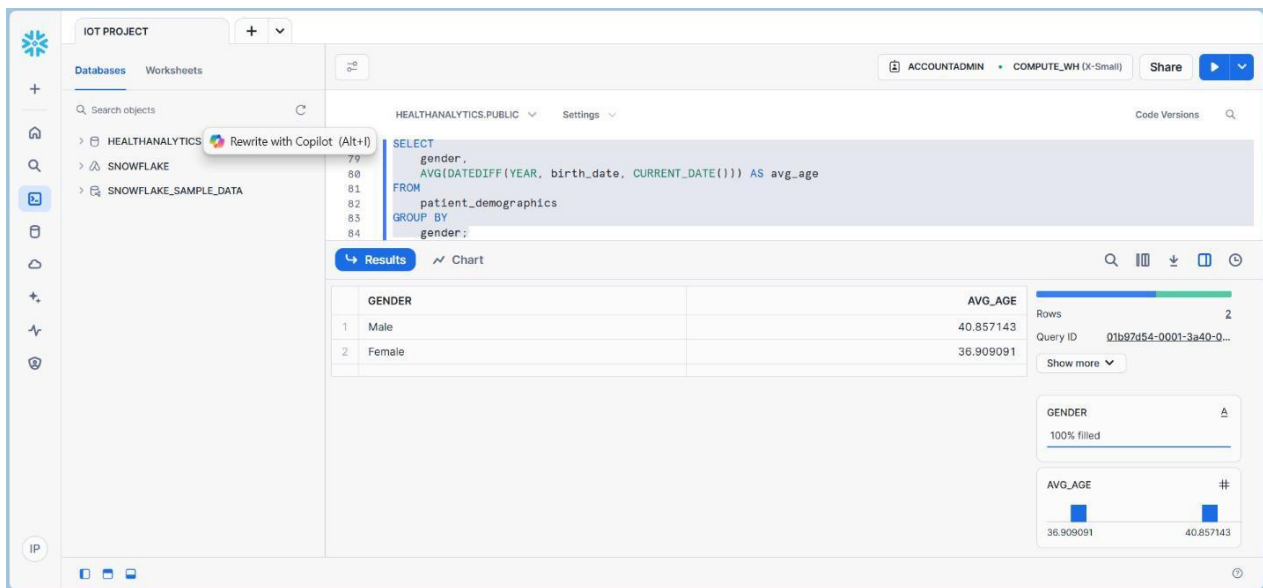 IOT PROJECT
Databases Worksheets
ACCOUNTADMIN • COMPUTE_WH (X-Small) Share
Search objects
HEALTHANALYTICS.PUBLIC Settings Code Versions
HEALTHANALYTICS Rewrite with Copilot (Alt+I)
SNOWFLAKE
SNOWFLAKE_SAMPLE_DATA
SELECT
79 gender,
80 AVG(DATEDIFF(YEAR, birth_date, CURRENT_DATE())) AS avg_age
81 FROM
82 patient_demographics
83 GROUP BY
84 gender;
Results Chart
GENDER AVG_AGE
1 Male 40.857143
2 Female 36.909091
Rows 2
Query ID 01b97d54-0001-3a40-0...
Show more
GENDER A
100% filled
AVG_AGE #
36.909091 40.857143
IP